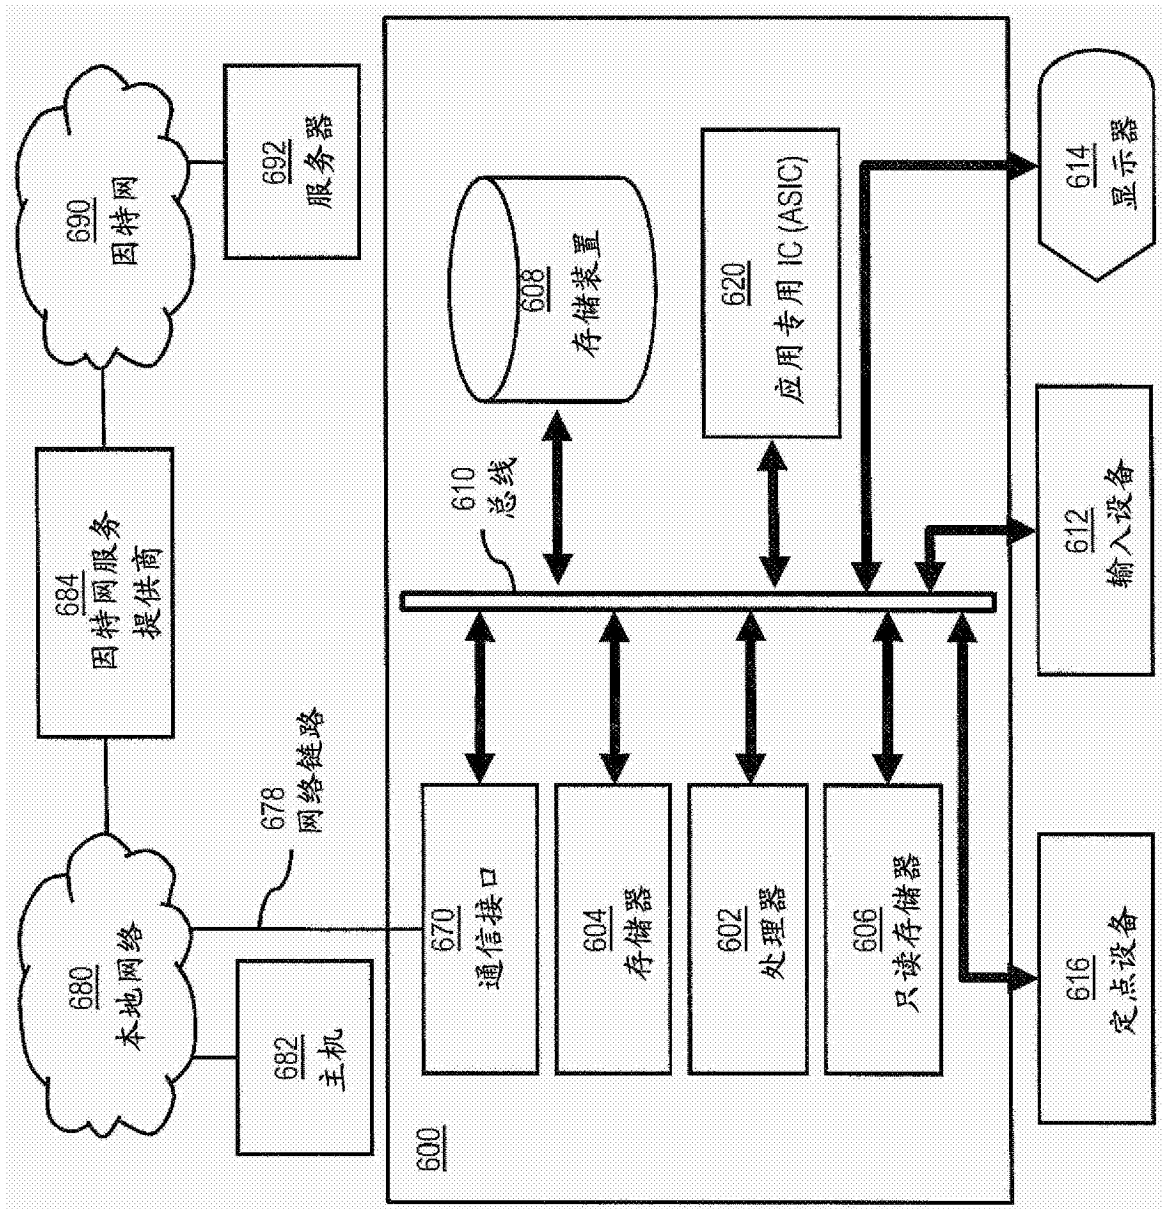 680
本地网络
684
因特网服务
提供商
690
因特网
682
主机
678
网络链路
692
服务器
600
670
通信接口
610
总线
608
存储装置
604
存储器
602
处理器
620
应用专用 IC (ASIC)
606
只读存储器
616
定点设备
612
输入设备
614
显示器